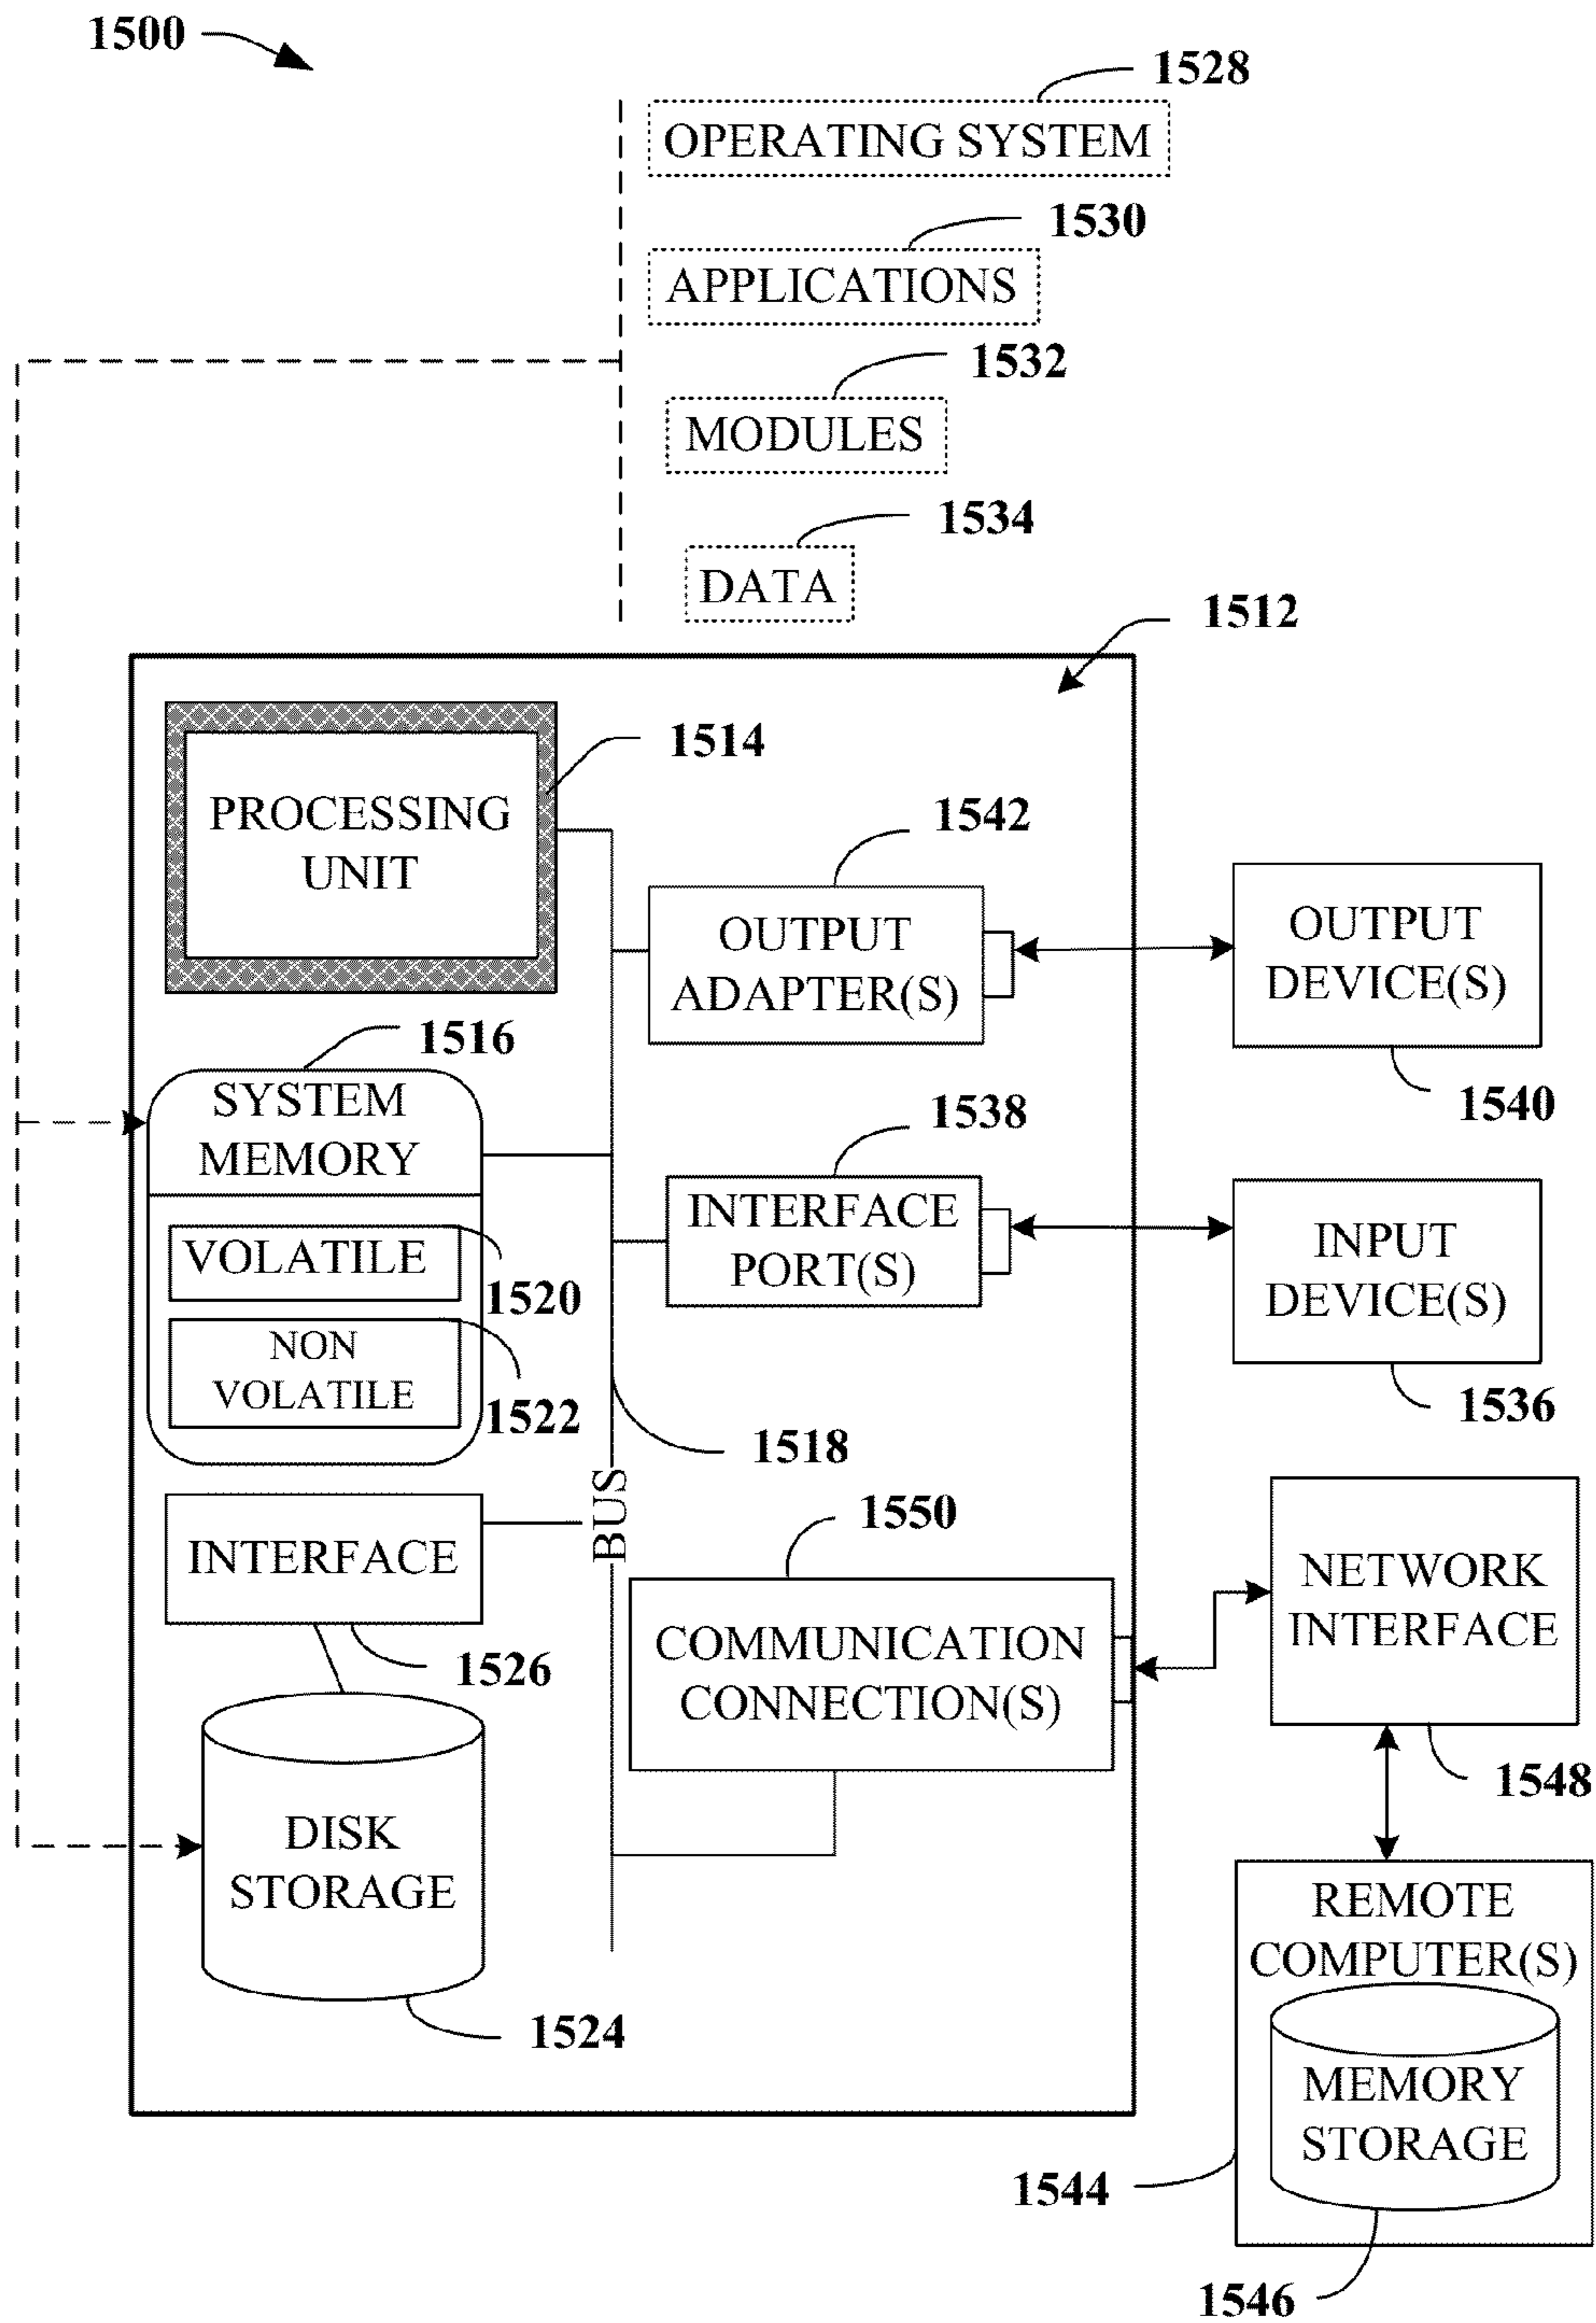 1500
1528
OPERATING SYSTEM
1530
APPLICATIONS
1532
MODULES
1534
DATA
1512
PROCESSING
UNIT
1514
1542
OUTPUT
ADAPTER(S)
OUTPUT
DEVICE(S)
1540
1516
SYSTEM
MEMORY
VOLATILE
1520
NON
VOLATILE
1522
1538
INTERFACE
PORT(S)
INPUT
DEVICE(S)
1536
1518
BUS
INTERFACE
1526
1550
COMMUNICATION
CONNECTION(S)
NETWORK
INTERFACE
1548
DISK
STORAGE
1524
REMOTE
COMPUTER(S)
MEMORY
STORAGE
1544
1546